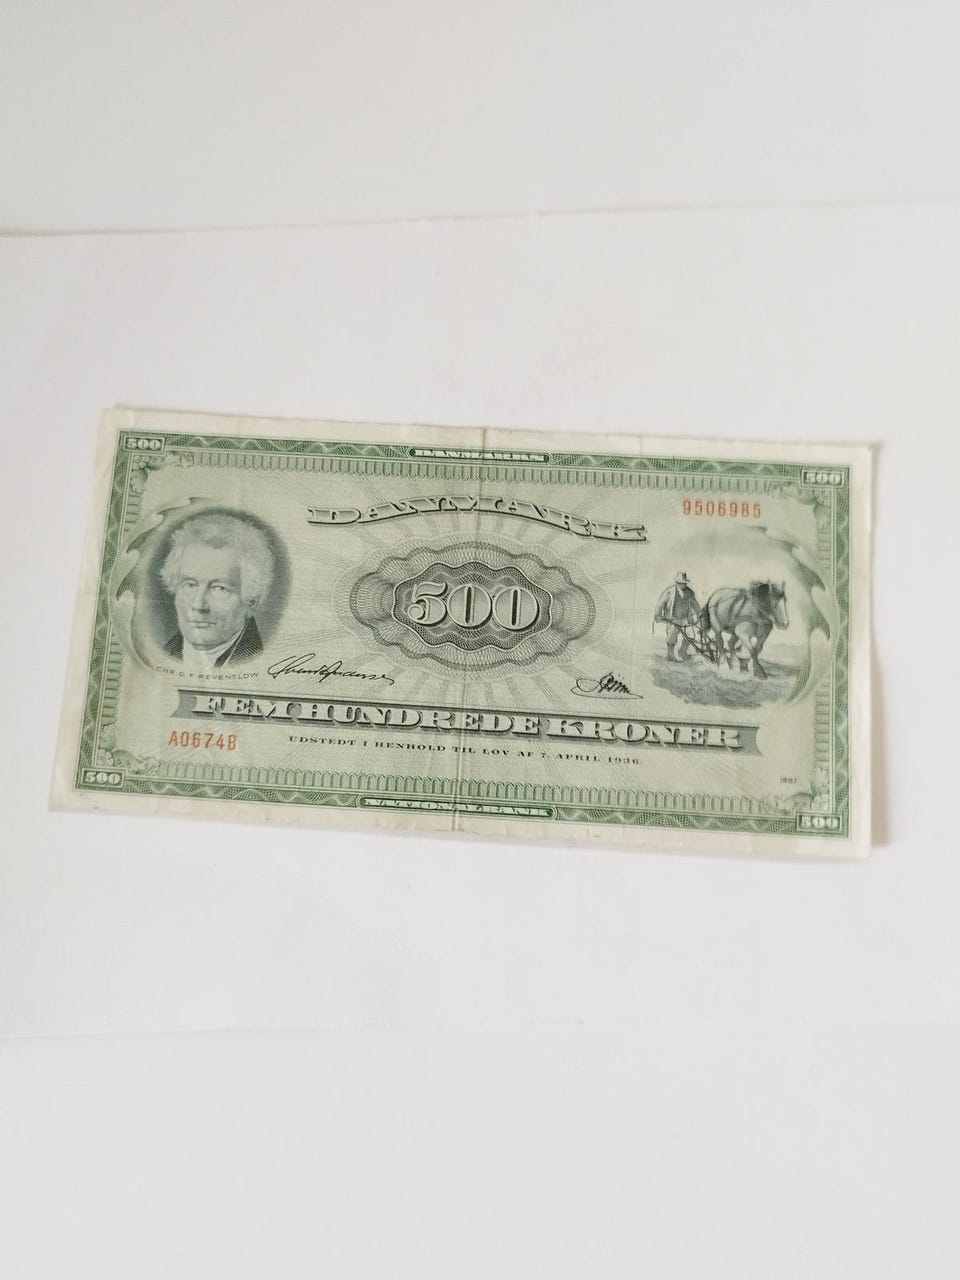 500
DANMARKS
500
DANMARK
9506985
500
CHR. D. F. REVENTLOW
FEM HUNDREDE KRONER
A0674B
UDSTEDT I HENHOLD TIL LOV AF 7. APRIL 1936.
500
NATIONALBANK
500